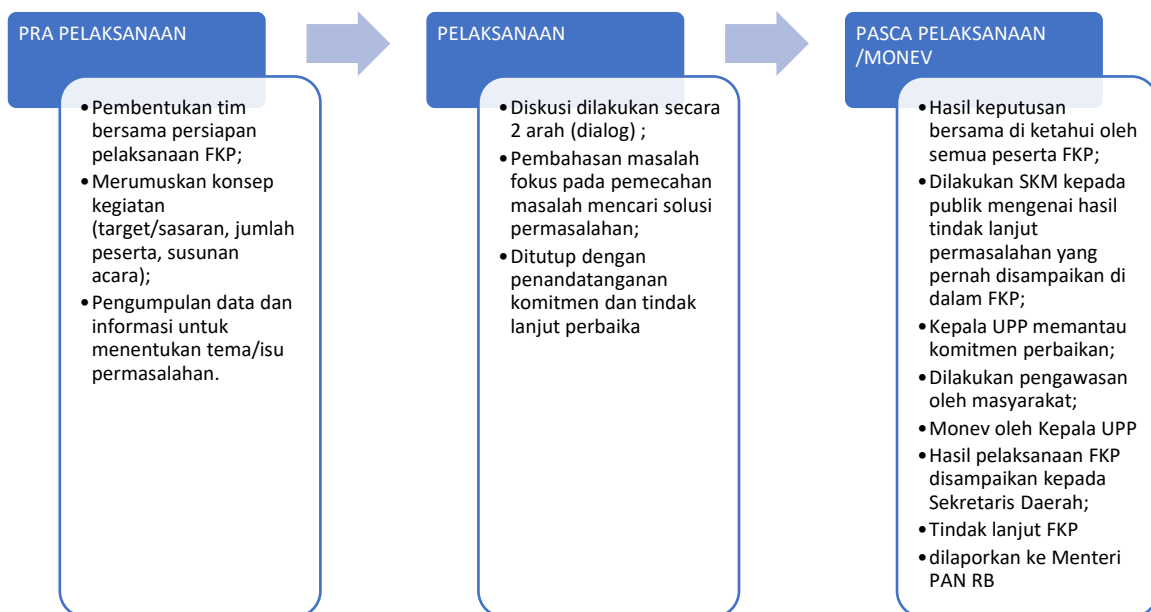 PRA PELAKSANAAN
•Pembentukan tim
bersama persiapan
pelaksanaan FKP;
•Merumuskan konsep
kegiatan
(target/sasaran, jumlah
peserta, susunan
acara);
•Pengumpulan data dan
informasi untuk
menentukan tema/isu
permasalahan.
PELAKSANAAN
•Diskusi dilakukan secara
2 arah (dialog) ;
•Pembahasan masalah
fokus pada pemecahan
masalah mencari solusi
permasalahan;
•Ditutup dengan
penandatanganan
komitmen dan tindak
lanjut perbaika
PASCA PELAKSANAAN
/MONEV
•Hasil keputusan
bersama di ketahui oleh
semua peserta FKP;
•Dilakukan SKM kepada
publik mengenai hasil
tindak lanjut
permasalahan yang
pernah disampaikan di
dalam FKP;
•Kepala UPP memantau
komitmen perbaikan;
•Dilakukan pengawasan
oleh masyarakat;
•Monev oleh Kepala UPP
•Hasil pelaksanaan FKP
disampaikan kepada
Sekretaris Daerah;
•Tindak lanjut FKP
•dilaporkan ke Menteri
PAN RB